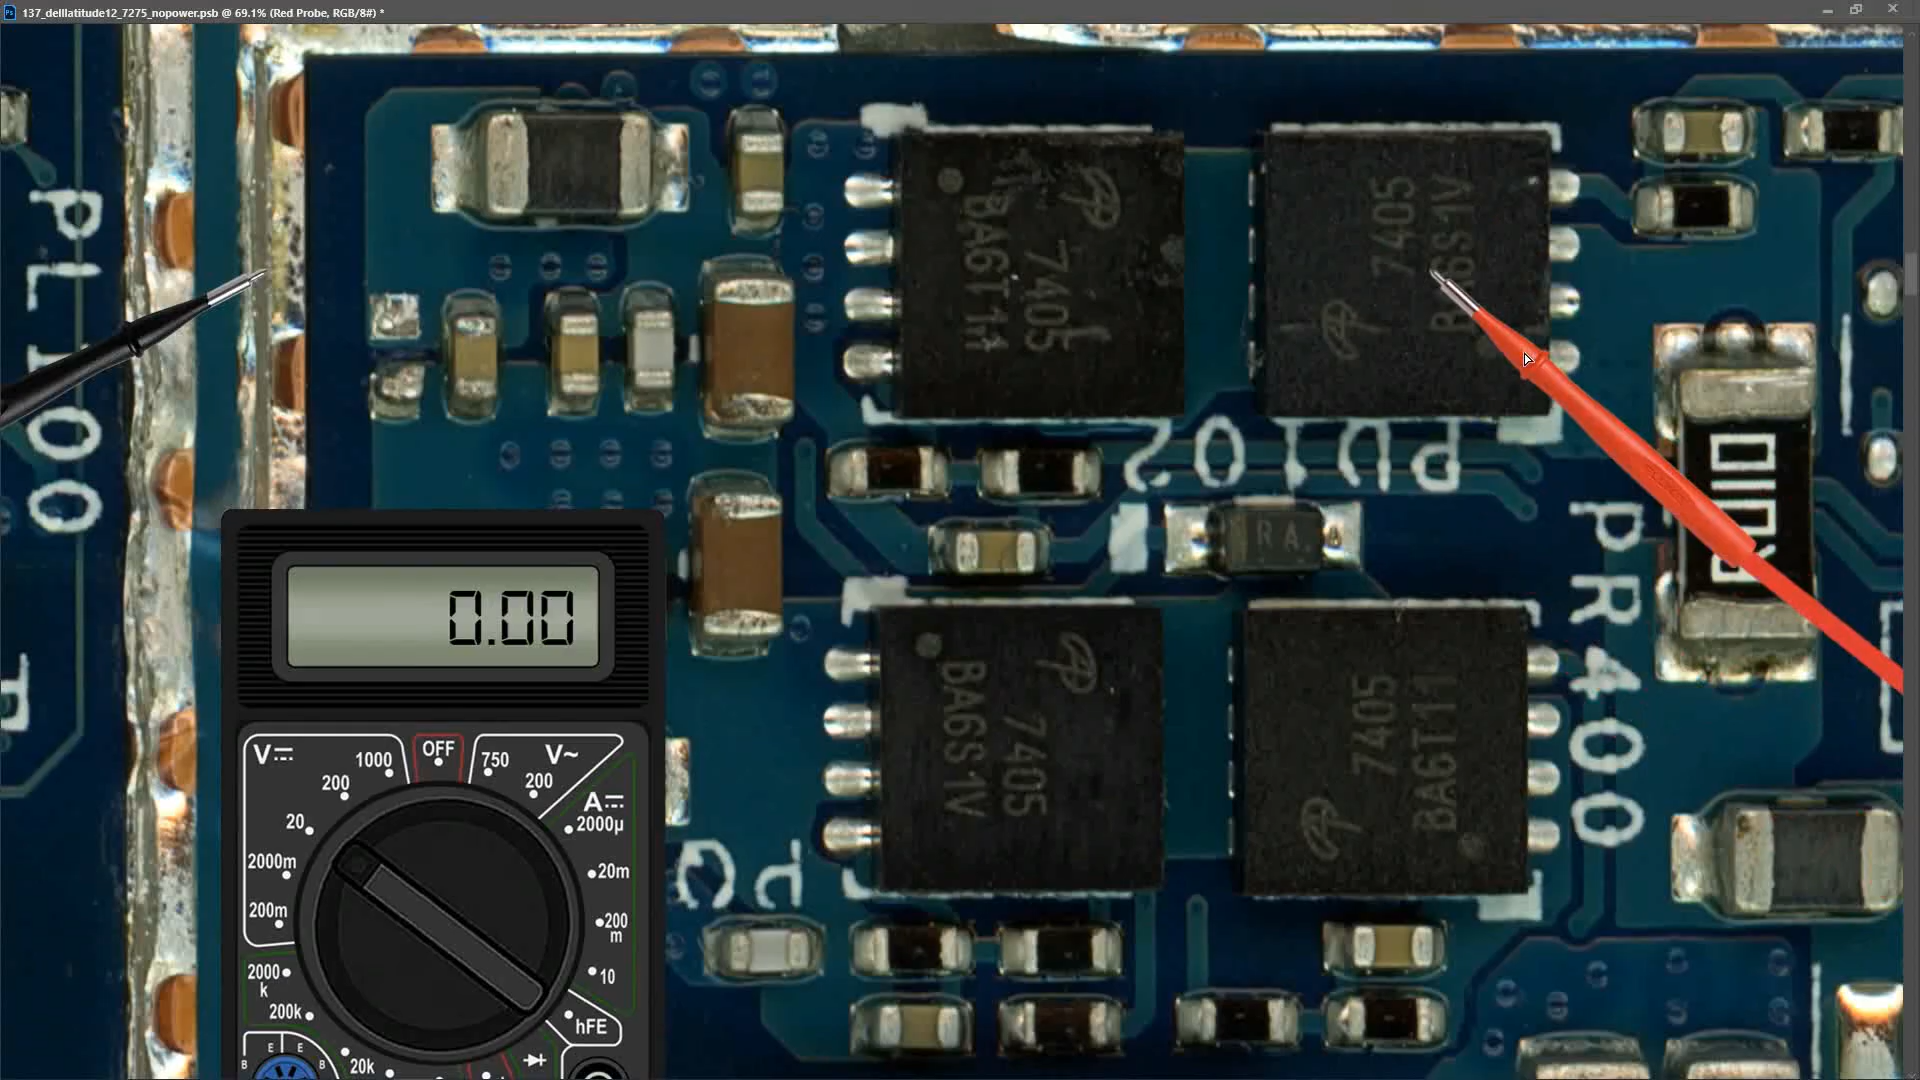 137_delllatitude12_7275_nopower.psb @ 69.1% (Red Probe, RGB/8#) *
PL100
7405
BA6T11
7405
BA6S1V
PU102
RA
0.00
PR400
7405
BA6S1V
7405
BA6T11
V
1000
OFF
750
V~
200
200
A
2000µ
20
2000m
20m
200m
200
m
2000
k
10
200k
hFE
E
E
B
B
20k